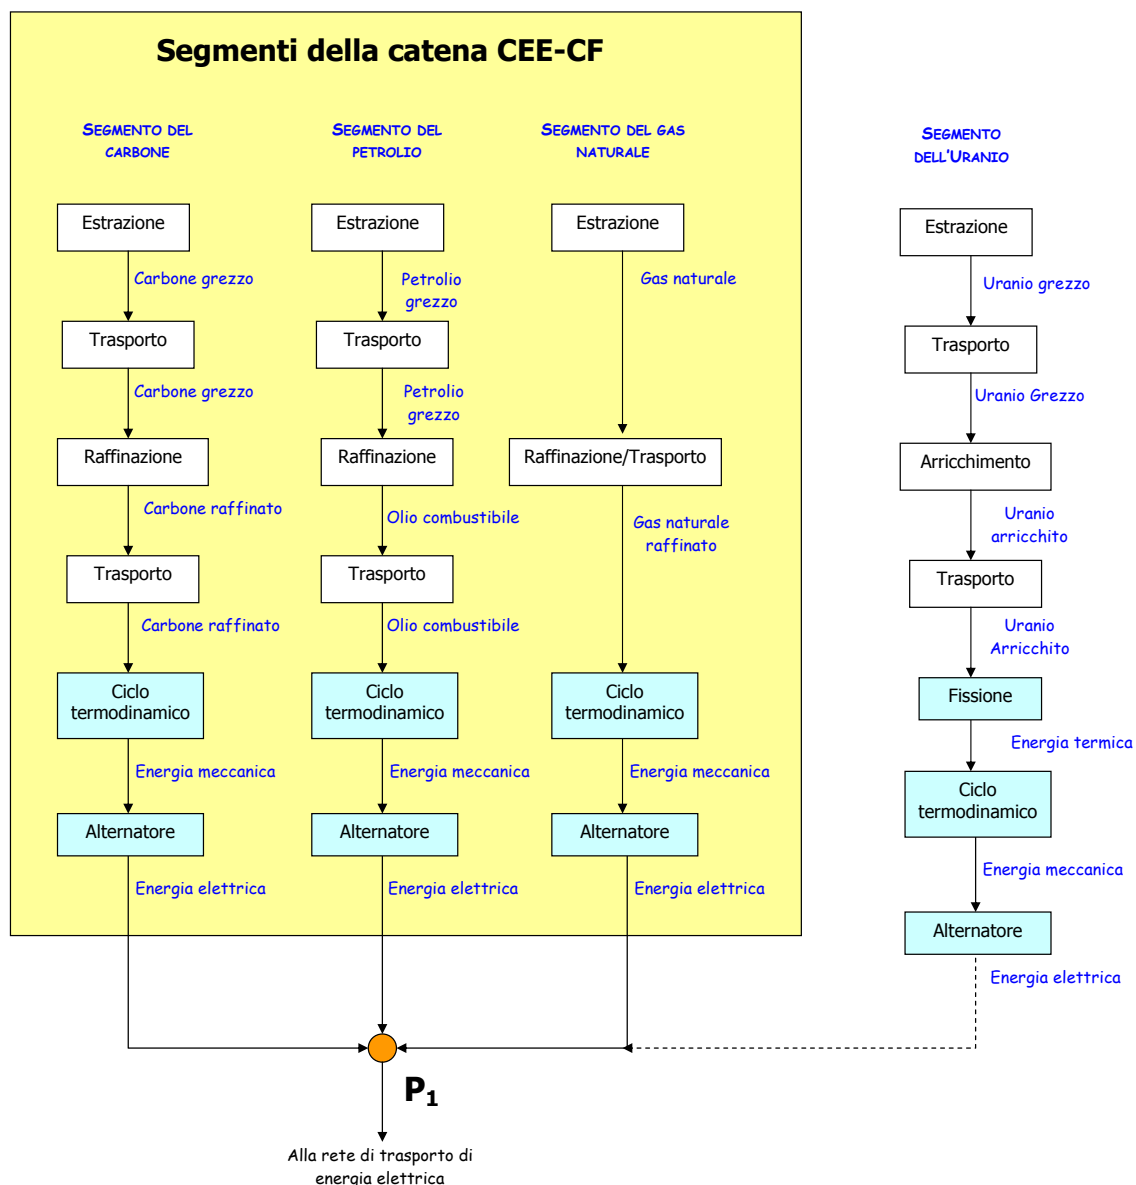 Segmenti della catena CEE-CF
SEGMENTO DEL
CARBONE
Estrazione
Carbone grezzo
Trasporto
Carbone grezzo
Raffinazione
Carbone raffinato
Trasporto
Carbone raffinato
Ciclo
termodinamico
Energia meccanica
Alternatore
Energia elettrica
SEGMENTO DEL
PETROLIO
Estrazione
Petrolio
grezzo
Trasporto
Petrolio
grezzo
Raffinazione
Olio combustibile
Trasporto
Olio combustibile
Ciclo
termodinamico
Energia meccanica
Alternatore
Energia elettrica
SEGMENTO DEL GAS
NATURALE
Estrazione
Gas naturale
Raffinazione/Trasporto
Gas naturale
raffinato
Ciclo
termodinamico
Energia meccanica
Alternatore
Energia elettrica
SEGMENTO
DELL'URANIO
Estrazione
Uranio grezzo
Trasporto
Uranio Grezzo
Arricchimento
Uranio
arricchito
Trasporto
Uranio
Arricchito
Fissione
Energia termica
Ciclo
termodinamico
Energia meccanica
Alternatore
Energia elettrica
P1
Alla rete di trasporto di
energia elettrica